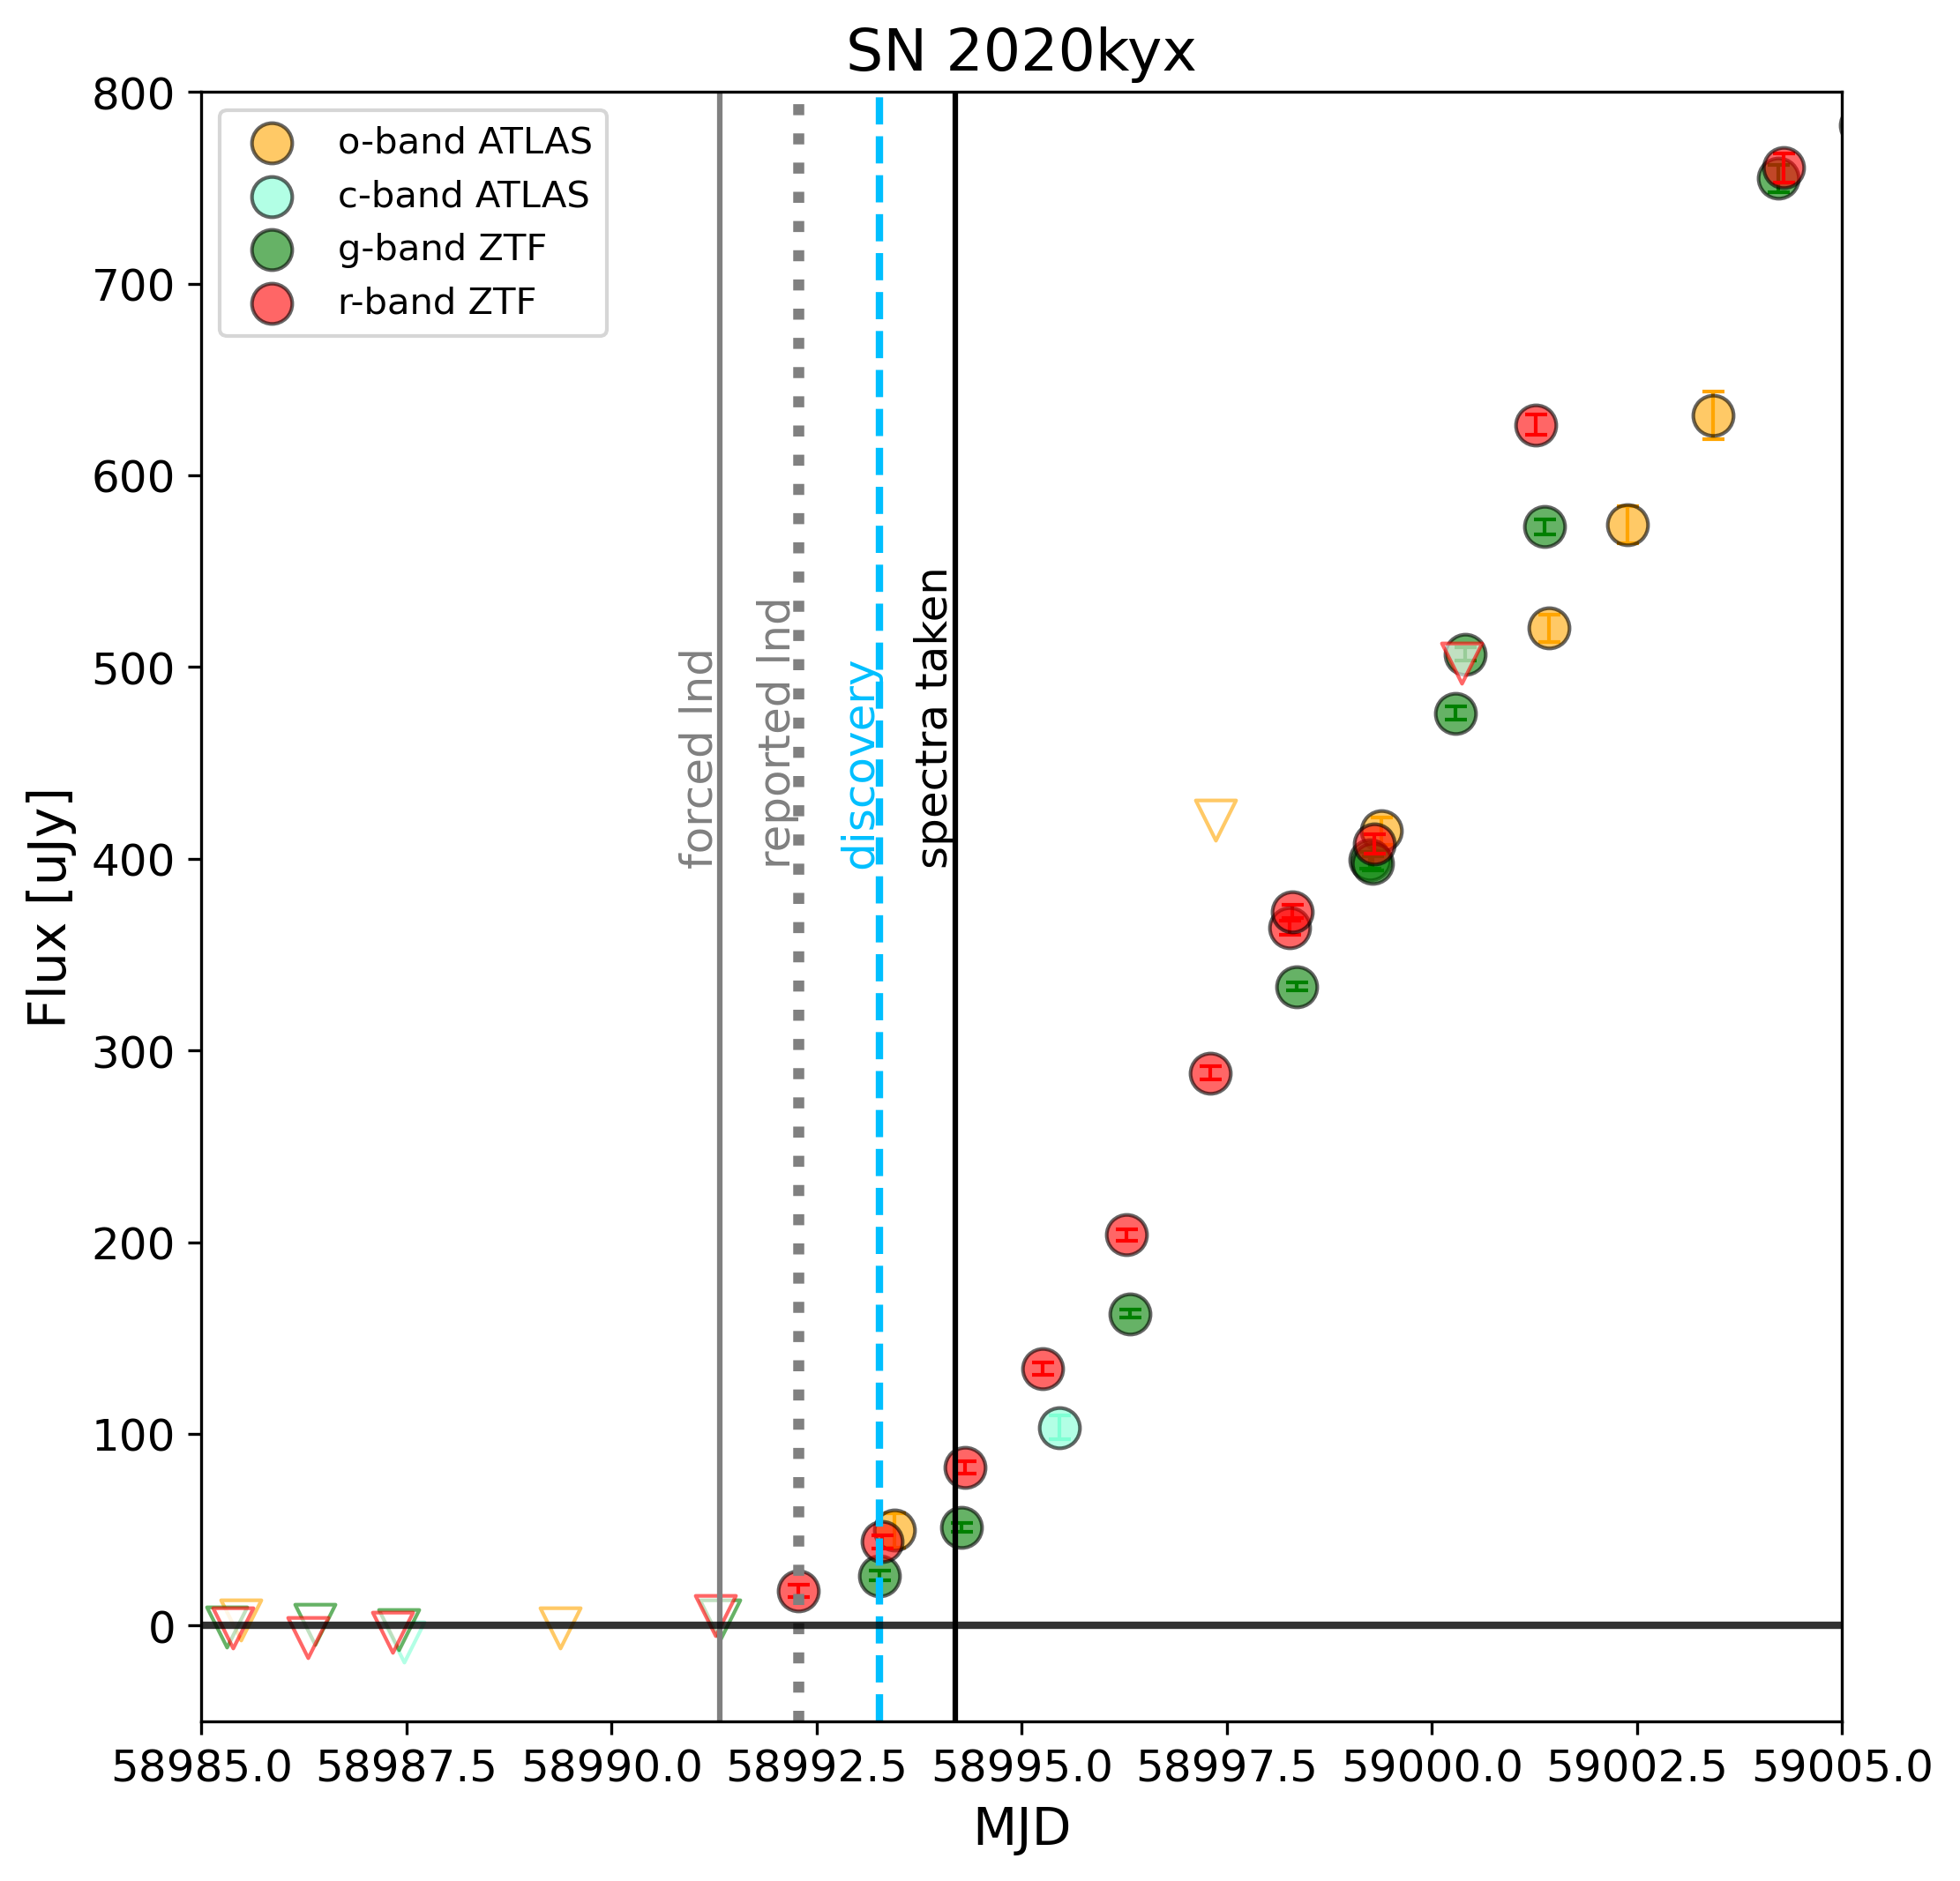 SN 2020kyx
800
700
600
500
400
300
200
100
0
Flux [uJy]
o-band ATLAS
c-band ATLAS
g-band ZTF
r-band ZTF
forced lnd
reported lnd
discovery
spectra taken
58985.0 58987.5 58990.0 58992.5 58995.0 58997.5 59000.0 59002.5 59005.0
MJD